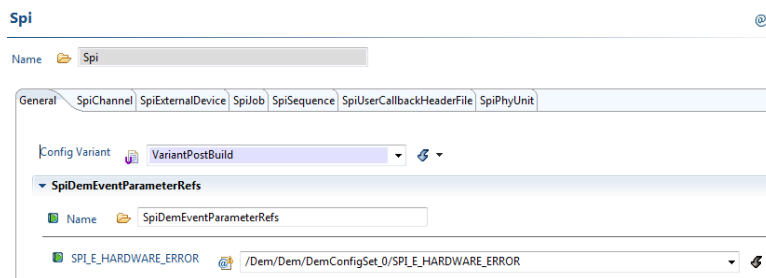 Spi
Name Spi
General SpiChannel SpiExternalDevice SpiJob SpiSequence SpiUserCallbackHeaderFile SpiPhyUnit
Config Variant VariantPostBuild
SpiDemEventParameterRefs
Name SpiDemEventParameterRefs
SPI_E_HARDWARE_ERROR /Dem/Dem/DemConfigSet_0/SPI_E_HARDWARE_ERROR